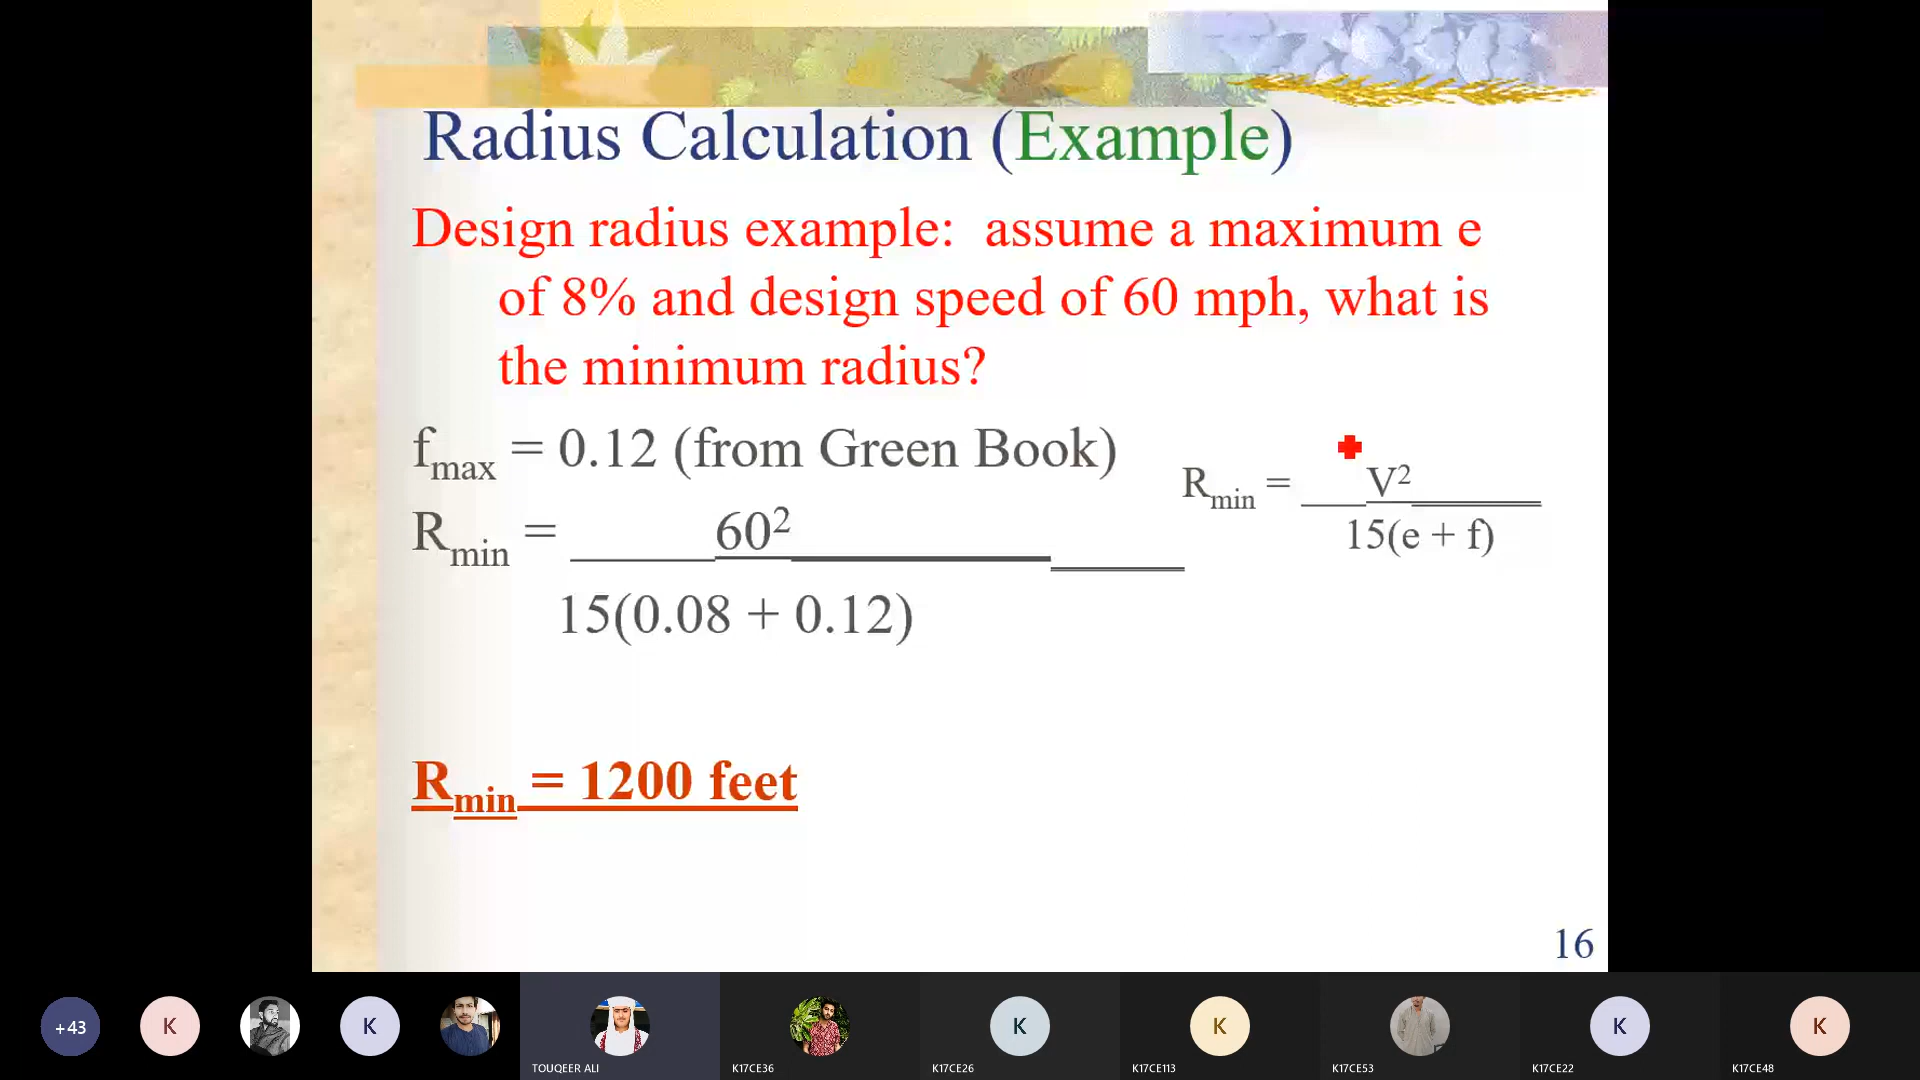 Radius Calculation (Example)
Design radius example: assume a maximum e
of 8% and design speed of 60 mph, what is
the minimum radius?
fmax = 0.12 (from Green Book)
Rmin = 60²
15(0.08 + 0.12)
Rmin = V²
15(e + f)
Rmin = 1200 feet
16
+43
K
K
K
K
K
K
TOUQEER ALI
K17CE36
K17CE26
K17CE113
K17CE53
K17CE22
K17CE48